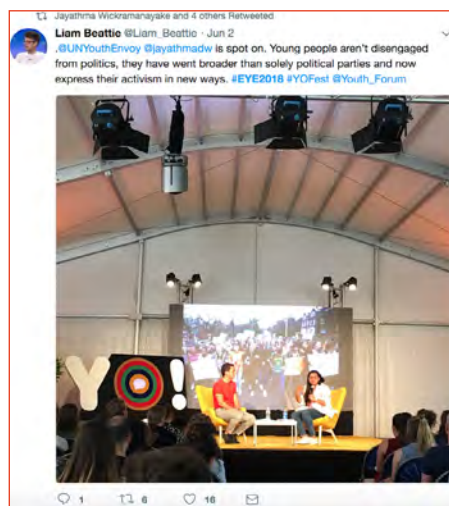 Jayathma Wickramanayake and 4 others Retweeted
Liam Beattie @Liam_Beattie · Jun 2
.@UNYouthEnvoy @jayathmadw is spot on. Young people aren't disengaged
from politics, they have went broader than solely political parties and now
express their activism in new ways. #EYE2018 #YOFest @Youth_Forum
YO!
1 6 16